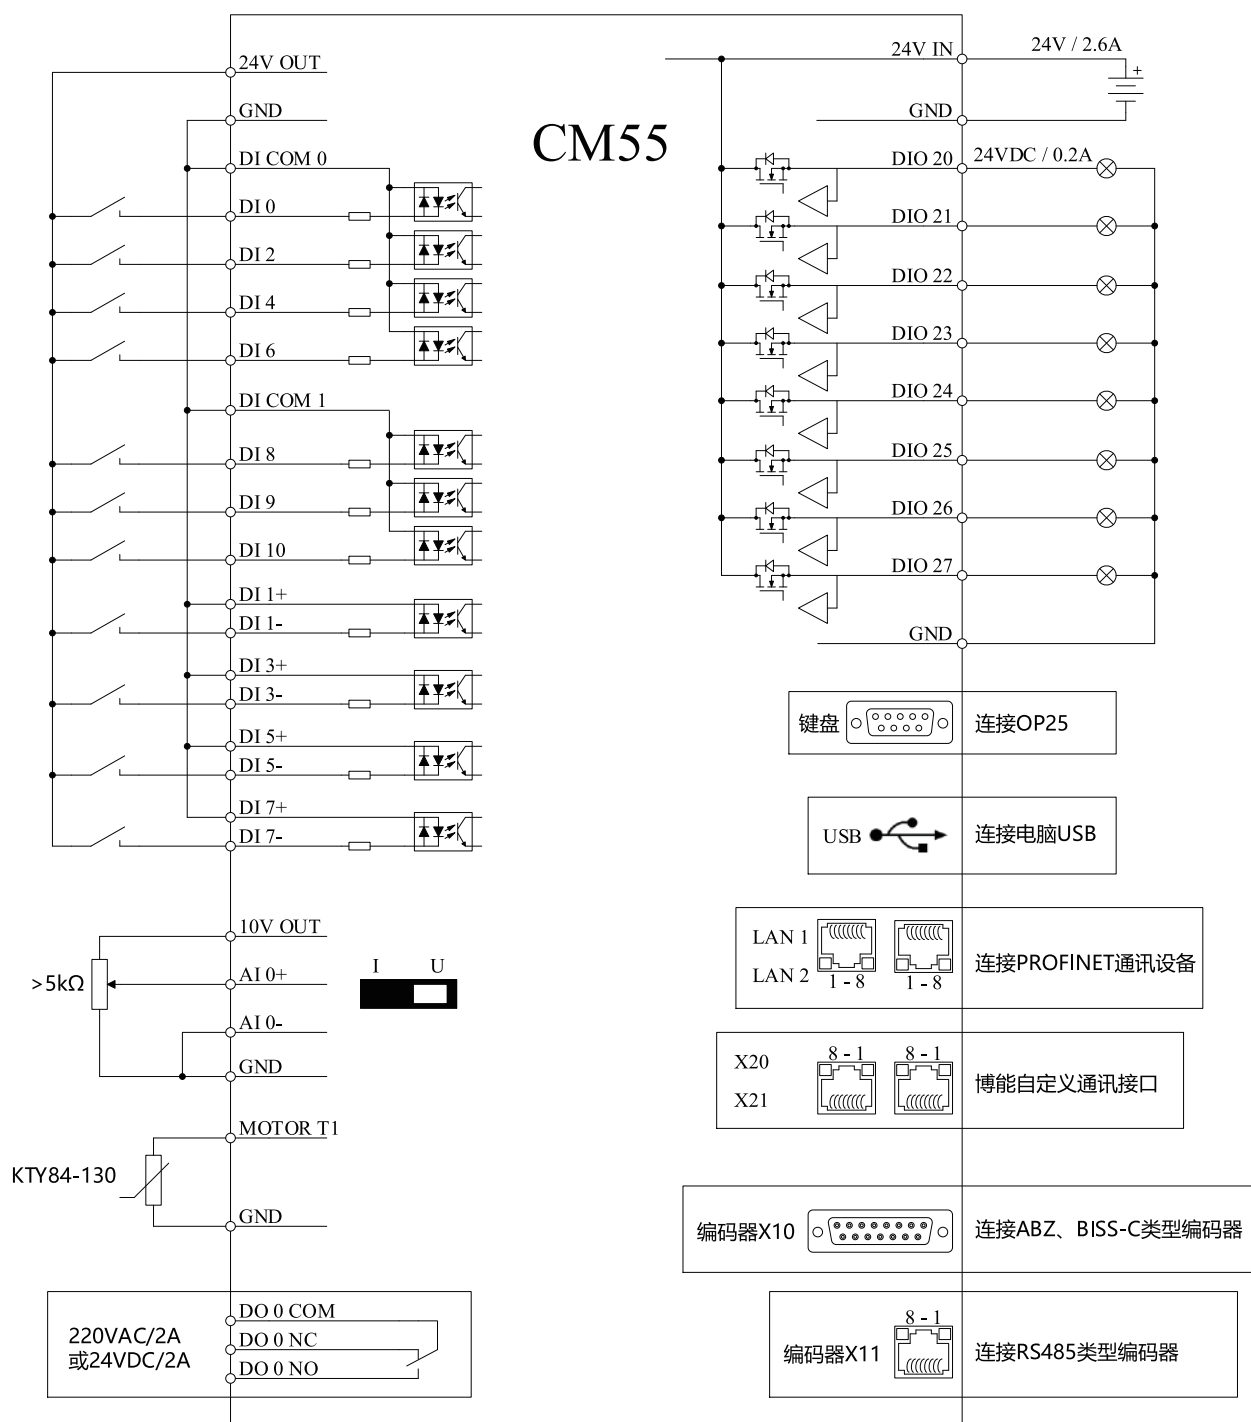 CM55
24V OUT
GND
DI COM 0
DI 0
DI 2
DI 4
DI 6
DI COM 1
DI 8
DI 9
DI 10
DI 1+
DI 1-
DI 3+
DI 3-
DI 5+
DI 5-
DI 7+
DI 7-
10V OUT
>5kΩ
AI 0+
I U
AI 0-
GND
MOTOR T1
KTY84-130
GND
DO 0 COM
220VAC/2A
或24VDC/2A
DO 0 NC
DO 0 NO
24V IN
24V / 2.6A
+
GND
DIO 20
24VDC / 0.2A
DIO 21
DIO 22
DIO 23
DIO 24
DIO 25
DIO 26
DIO 27
GND
键盘
连接OP25
USB
连接电脑USB
LAN 1
LAN 2
1 - 8
1 - 8
连接PROFINET通讯设备
X20
X21
8 - 1
8 - 1
博能自定义通讯接口
编码器X10
连接ABZ、BISS-C类型编码器
8 - 1
编码器X11
连接RS485类型编码器